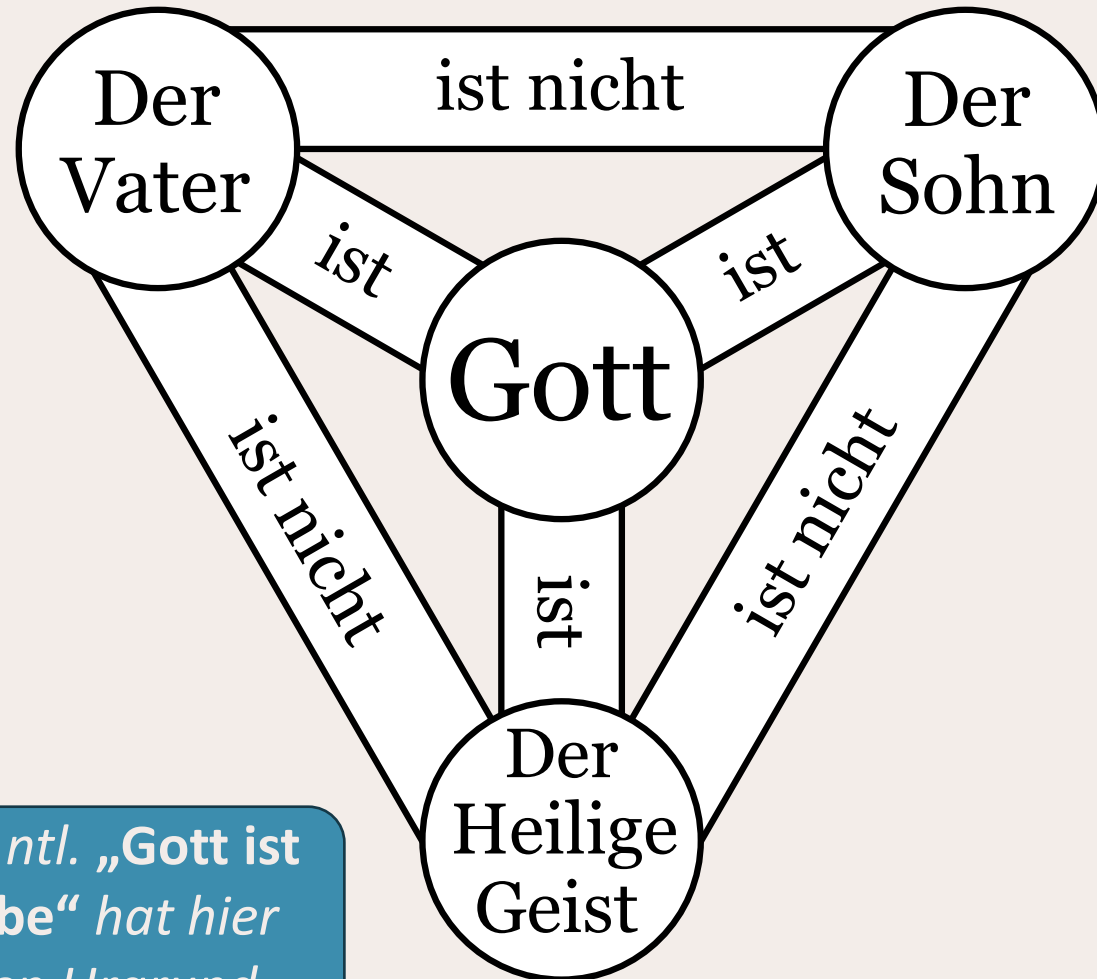 Der
Vater
ist nicht
Der
Sohn
ist
ist
Gott
ist nicht
ist nicht
ist
Der
Heilige
Geist
ntl. „Gott ist
be“ hat hier